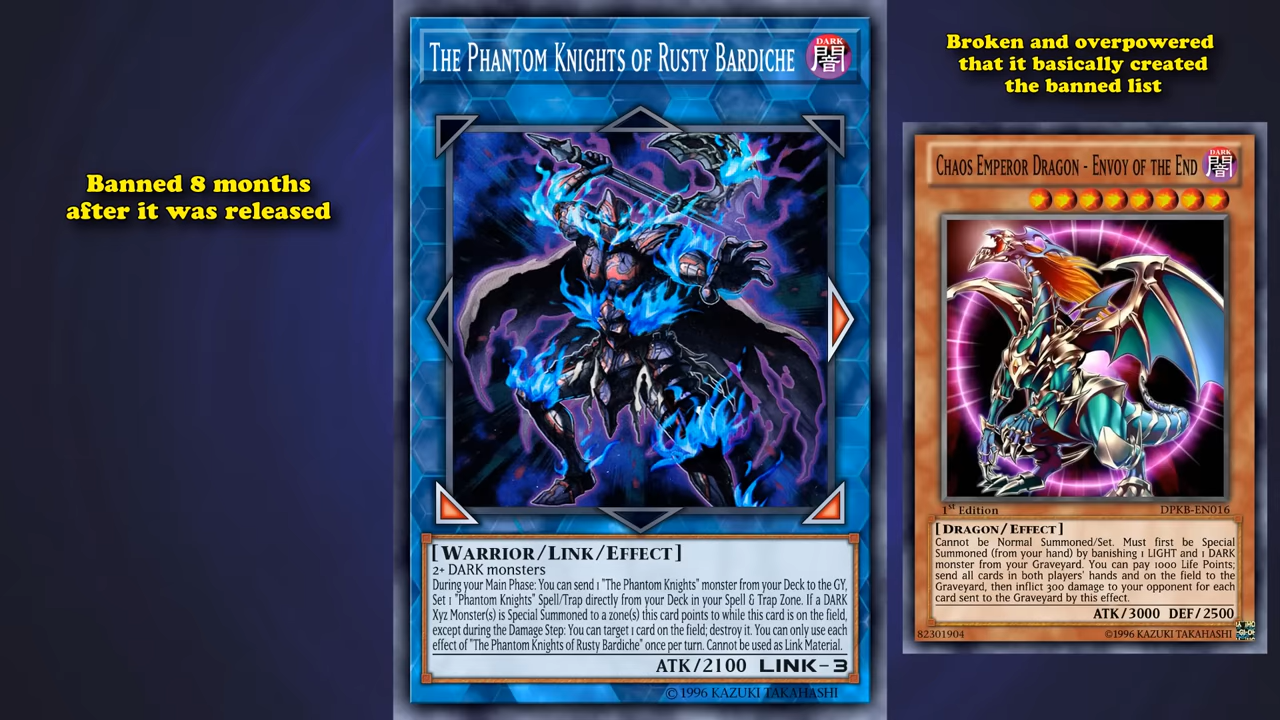 Banned 8 months
after it was released
THE PHANTOM KNIGHTS OF RUSTY BARDICHE
DARK
闇
[WARRIOR/LINK/EFFECT]
2+ DARK monsters
During your Main Phase: You can send 1 "The Phantom Knights" monster from your Deck to the GY,
Set 1 "Phantom Knights" Spell/Trap directly from your Deck in your Spell & Trap Zone. If a DARK
Xyz Monster(s) is Special Summoned to a zone(s) this card points to while this card is on the field,
except during the Damage Step: You can target 1 card on the field; destroy it. You can only use each
effect of "The Phantom Knights of Rusty Bardiche" once per turn. Cannot be used as Link Material.
ATK/2100 LINK-3
©1996 KAZUKI TAKAHASHI
Broken and overpowered
that it basically created
the banned list
CHAOS EMPEROR DRAGON - ENVOY OF THE END
DARK
闇
1ST Edition
DPKB-EN016
[DRAGON/EFFECT]
Cannot be Normal Summoned/Set. Must first be Special
Summoned (from your hand) by banishing 1 LIGHT and 1 DARK
monster from your Graveyard. You can pay 1000 Life Points;
send all cards in both players' hands and on the field to the
Graveyard, then inflict 300 damage to your opponent for each
card sent to the Graveyard by this effect.
ATK/3000 DEF/2500
82301904
©1996 KAZUKI TAKAHASHI